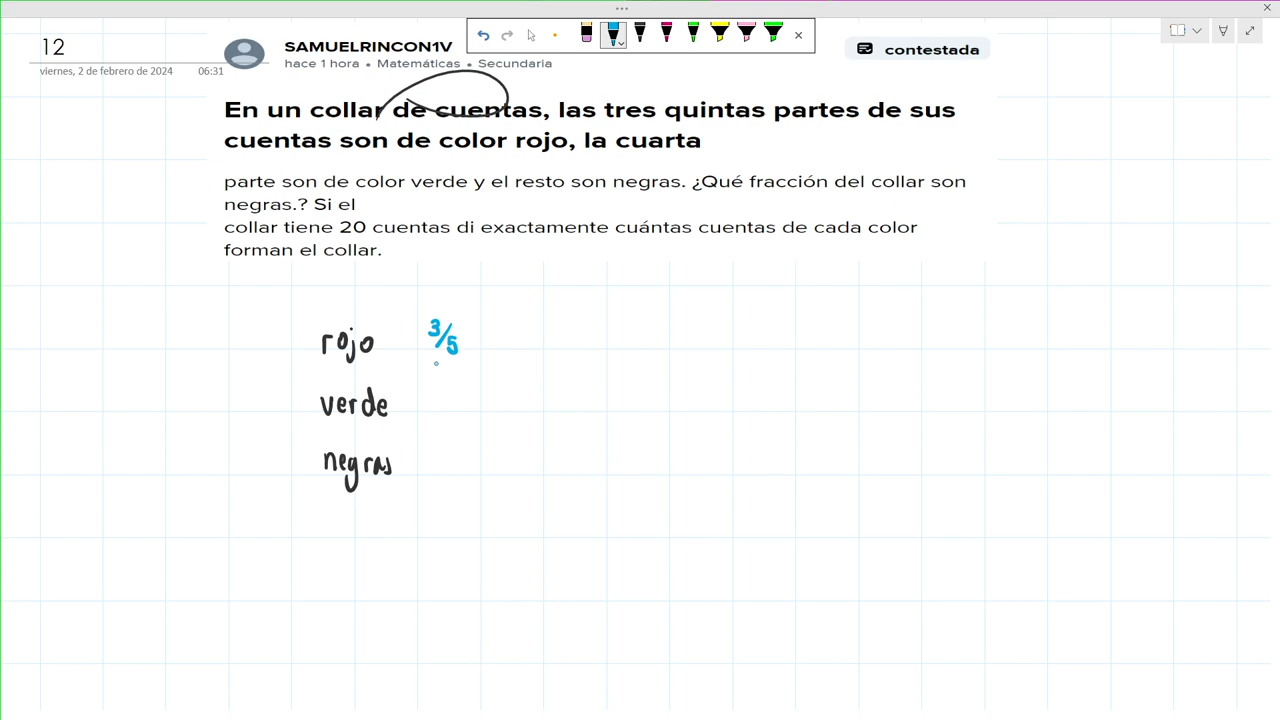 12
viernes, 2 de febrero de 2024 06:31
SAMUELRINCON1V
hace 1 hora • Matemáticas • Secundaria
contestada
En un collar de cuentas, las tres quintas partes de sus
cuentas son de color rojo, la cuarta
parte son de color verde y el resto son negras. ¿Qué fracción del collar son
negras.? Si el
collar tiene 20 cuentas di exactamente cuántas cuentas de cada color
forman el collar.
rojo 3/5
verde
negras